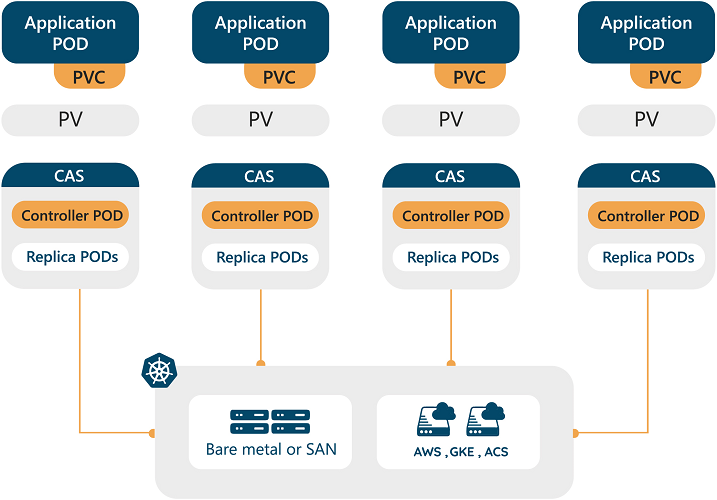 Application
POD
PVC
Application
POD
PVC
Application
POD
PVC
Application
POD
PVC
PV
PV
PV
PV
CAS
Controller POD
Replica PODs
CAS
Controller POD
Replica PODs
CAS
Controller POD
Replica PODs
CAS
Controller POD
Replica PODs
Bare metal or SAN
AWS , GKE , ACS